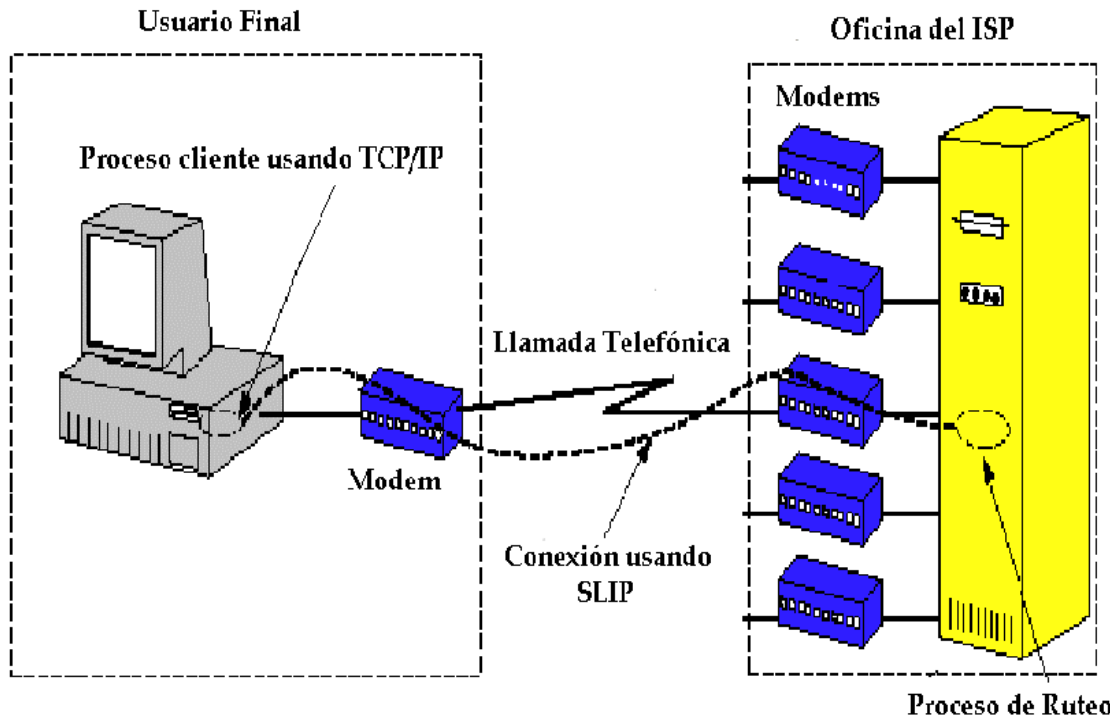 Usuario Final
Oficina del ISP
Modems
Proceso cliente usando TCP/IP
Llamada Telefónica
Modem
Conexión usando
SLIP
Proceso de Ruteo